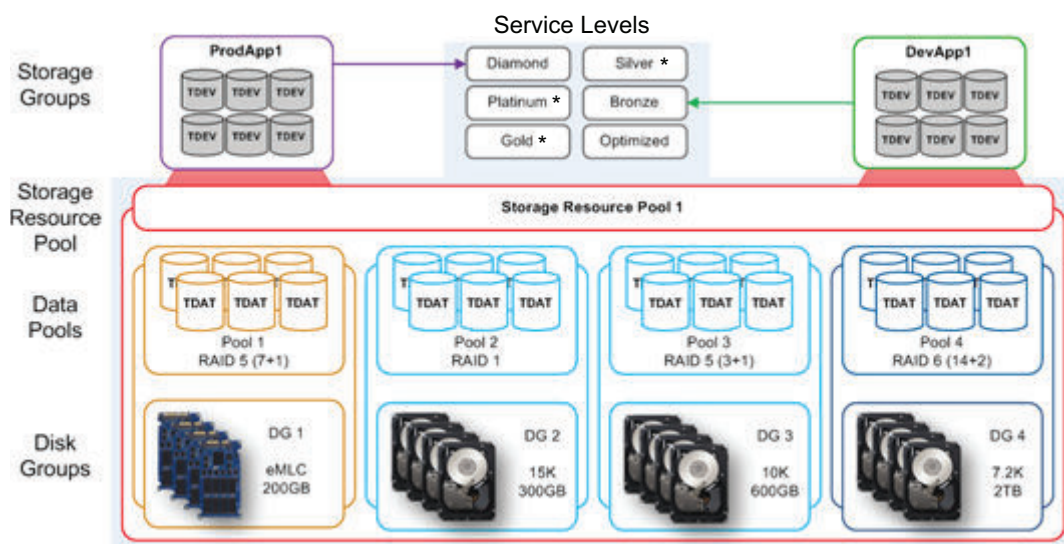 Service Levels
Storage
Groups
ProdApp1
TDEV TDEV TDEV
TDEV TDEV TDEV
Diamond
Silver *
Platinum *
Bronze
Gold *
Optimized
DevApp1
TDEV TDEV TDEV
TDEV TDEV TDEV
Storage
Resource
Pool
Storage Resource Pool 1
Data
Pools
TDAT TDAT TDAT
Pool 1
RAID 5 (7+1)
TDAT TDAT TDAT
Pool 2
RAID 1
TDAT TDAT TDAT
Pool 3
RAID 5 (3+1)
TDAT TDAT TDAT
Pool 4
RAID 6 (14+2)
Disk
Groups
DG 1
eMLC
200GB
DG 2
15K
300GB
DG 3
10K
600GB
DG 4
7.2K
2TB